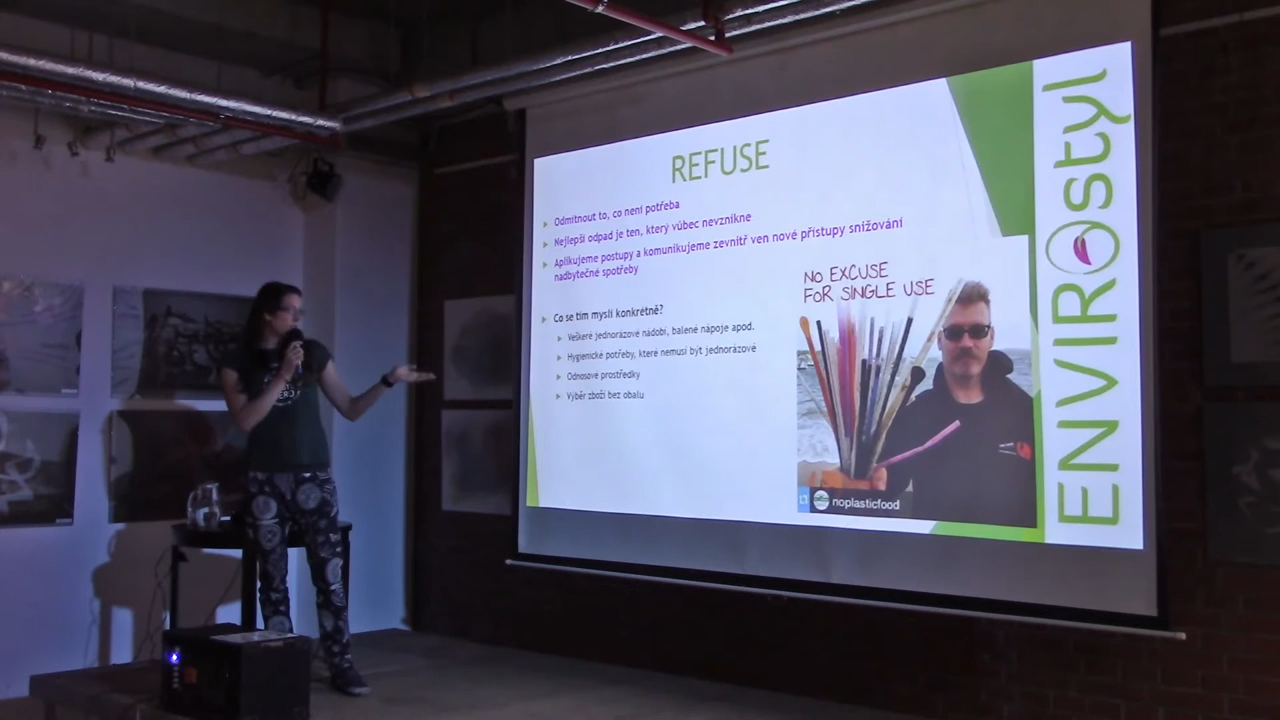 REFUSE
Odmítnout to, co není potřeba
Nejlepší odpad je ten, který vůbec nevznikne
Aplikujeme postupy a komunikujeme zevnitř ven nové přístupy snižování
nadbytečné spotřeby
Co se tím myslí konkrétně?
Veškeré jednorázové nádobí, balené nápoje apod.
Hygienické potřeby, které nemusí být jednorázové
Odnosové prostředky
Výběr zboží bez obalu
NO EXCUSE
FOR SINGLE USE
noplasticfood
ENVIROstyl